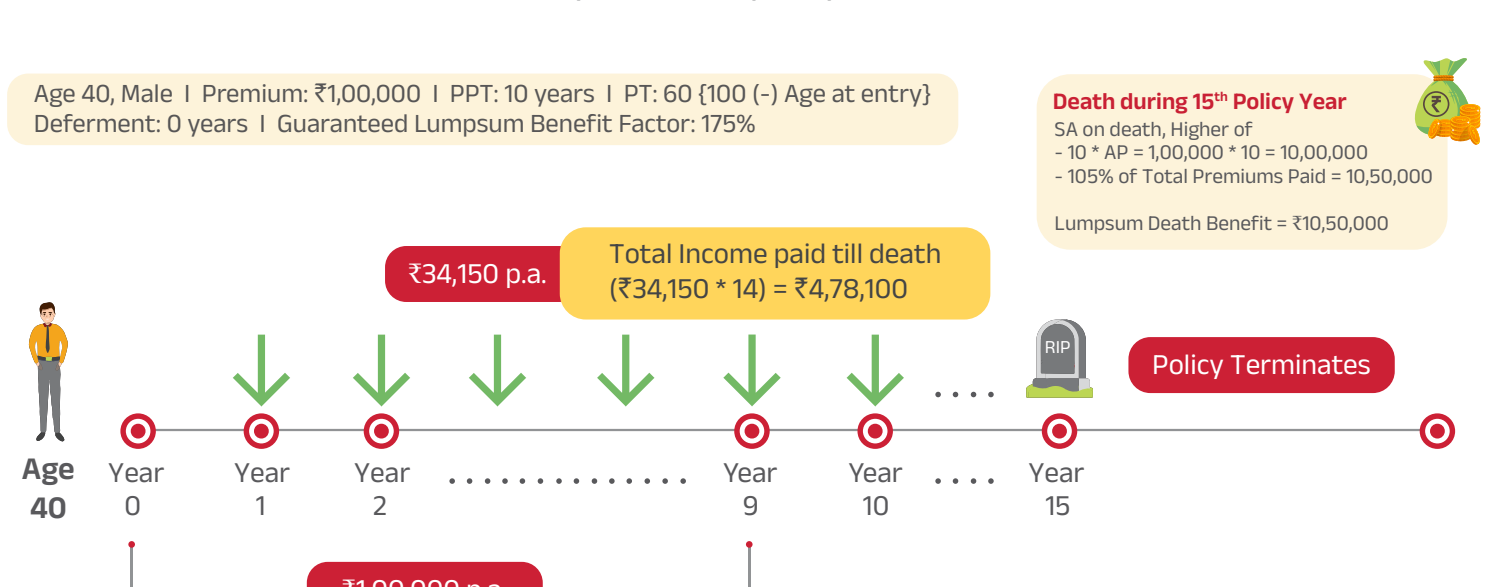 Age 40, Male I Premium: ₹1,00,000 I PPT: 10 years I PT: 60 {100 (-) Age at entry}
Deferment: 0 years I Guaranteed Lumpsum Benefit Factor: 175%
Death during 15th Policy Year
SA on death, Higher of
- 10 * AP = 1,00,000 * 10 = 10,00,000
- 105% of Total Premiums Paid = 10,50,000
Lumpsum Death Benefit = ₹10,50,000
₹
₹34,150 p.a.
Total Income paid till death
(₹34,150 * 14) = ₹4,78,100
RIP
Policy Terminates
Age
40
Year
0
Year
1
Year
2
. . . . . . . . . . . . . . .
Year
9
Year
10
. . . .
Year
15
₹1,00,000 p.a.